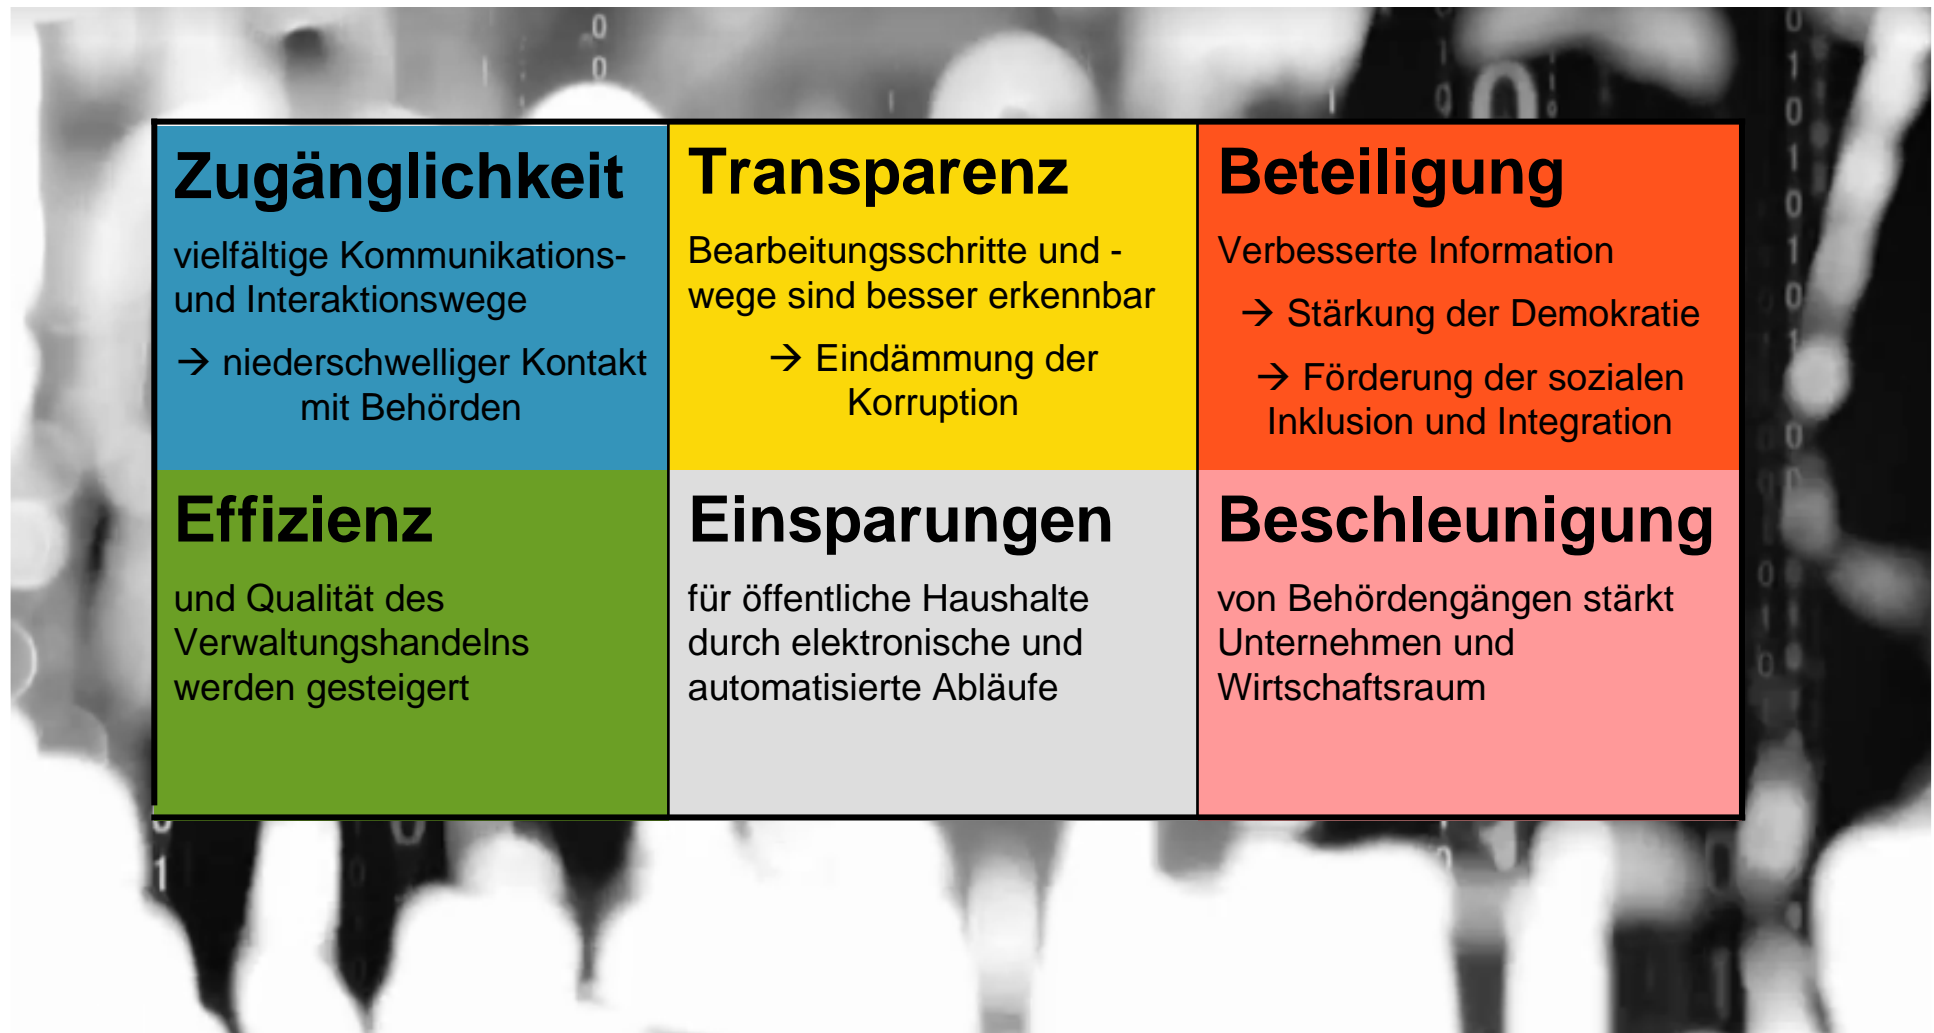 Zugänglichkeit
vielfältige Kommunikations-
und Interaktionswege
→ niederschwelliger Kontakt
mit Behörden
Transparenz
Bearbeitungsschritte und -
wege sind besser erkennbar
→ Eindämmung der
Korruption
Beteiligung
Verbesserte Information
→ Stärkung der Demokratie
→ Förderung der sozialen
Inklusion und Integration
Effizienz
und Qualität des
Verwaltungshandelns
werden gesteigert
Einsparungen
für öffentliche Haushalte
durch elektronische und
automatisierte Abläufe
Beschleunigung
von Behördengängen stärkt
Unternehmen und
Wirtschaftsraum